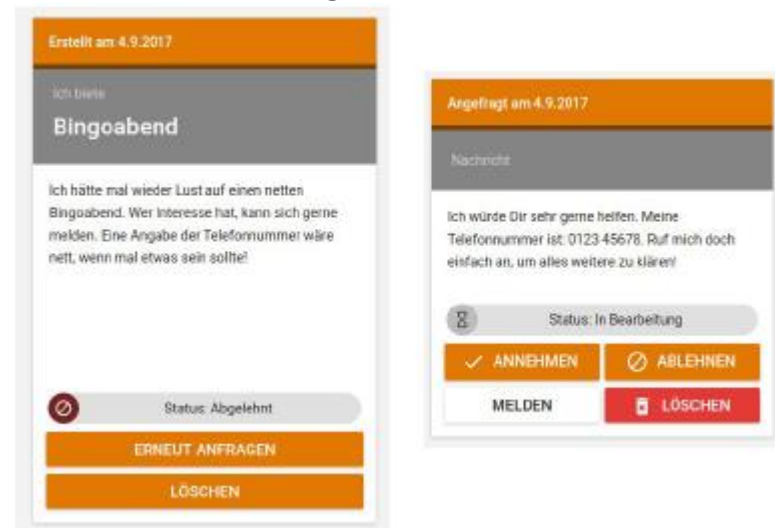 Erstellt am 4.9.2017
Ich biete
Bingoabend
Ich hätte mal wieder Lust auf einen netten
Bingoabend. Wer Interesse hat, kann sich gerne
melden. Eine Angabe der Telefonnummer wäre
nett, wenn mal etwas sein sollte!
Status: Abgelehnt
ERNEUT ANFRAGEN
LÖSCHEN
Angefragt am 4.9.2017
Nachricht
Ich würde Dir sehr gerne helfen. Meine
Telefonnummer ist: 0123 45678. Ruf mich doch
einfach an, um alles weitere zu klären!
Status: In Bearbeitung
ANNEHMEN
ABLEHNEN
MELDEN
LÖSCHEN